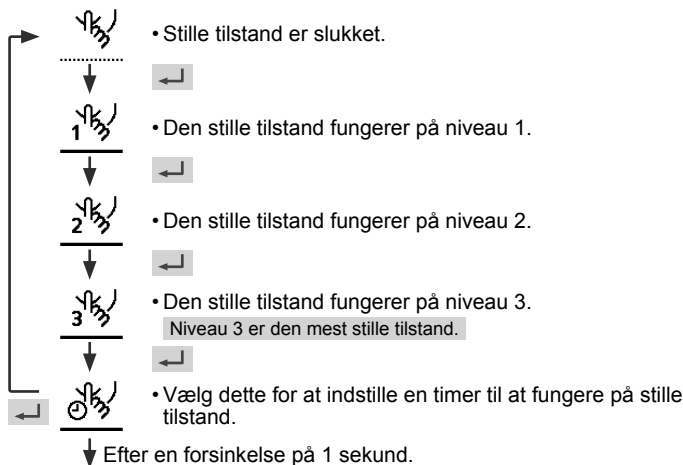 • Stille tilstand er slukket.
1
• Den stille tilstand fungerer på niveau 1.
2
• Den stille tilstand fungerer på niveau 2.
3
• Den stille tilstand fungerer på niveau 3.
Niveau 3 er den mest stille tilstand.
• Vælg dette for at indstille en timer til at fungere på stille
tilstand.
Efter en forsinkelse på 1 sekund.